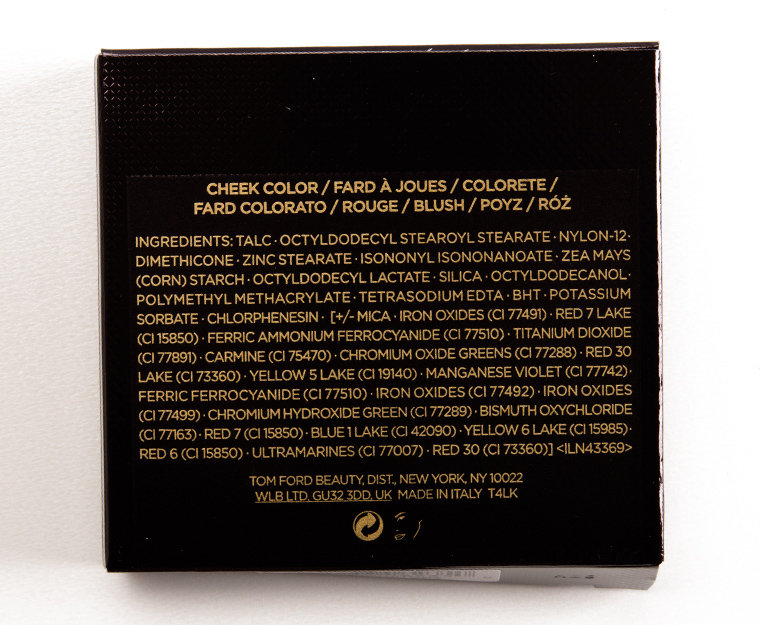 CHEEK COLOR / FARD À JOUES / COLORETE /
FARD COLORATO / ROUGE / BLUSH / POYZ / RÓŻ
INGREDIENTS: TALC · OCTYLDODECYL STEAROYL STEARATE · NYLON-12 ·
DIMETHICONE · ZINC STEARATE · ISONONYL ISONONANOATE · ZEA MAYS
(CORN) STARCH · OCTYLDODECYL LACTATE · SILICA · OCTYLDODECANOL ·
POLYMETHYL METHACRYLATE · TETRASODIUM EDTA · BHT · POTASSIUM
SORBATE · CHLORPHENESIN · [+/- MICA · IRON OXIDES (CI 77491) · RED 7 LAKE
(CI 15850) · FERRIC AMMONIUM FERROCYANIDE (CI 77510) · TITANIUM DIOXIDE
(CI 77891) · CARMINE (CI 75470) · CHROMIUM OXIDE GREENS (CI 77288) · RED 30
LAKE (CI 73360) · YELLOW 5 LAKE (CI 19140) · MANGANESE VIOLET (CI 77742) ·
FERRIC FERROCYANIDE (CI 77510) · IRON OXIDES (CI 77492) · IRON OXIDES
(CI 77499) · CHROMIUM HYDROXIDE GREEN (CI 77289) · BISMUTH OXYCHLORIDE
(CI 77163) · RED 7 (CI 15850) · BLUE 1 LAKE (CI 42090) · YELLOW 6 LAKE (CI 15985) ·
RED 6 (CI 15850) · ULTRAMARINES (CI 77007) · RED 30 (CI 73360)] <ILN43369>
TOM FORD BEAUTY, DIST., NEW YORK, NY 10022
WLB LTD, GU32 3DD, UK MADE IN ITALY T4LK